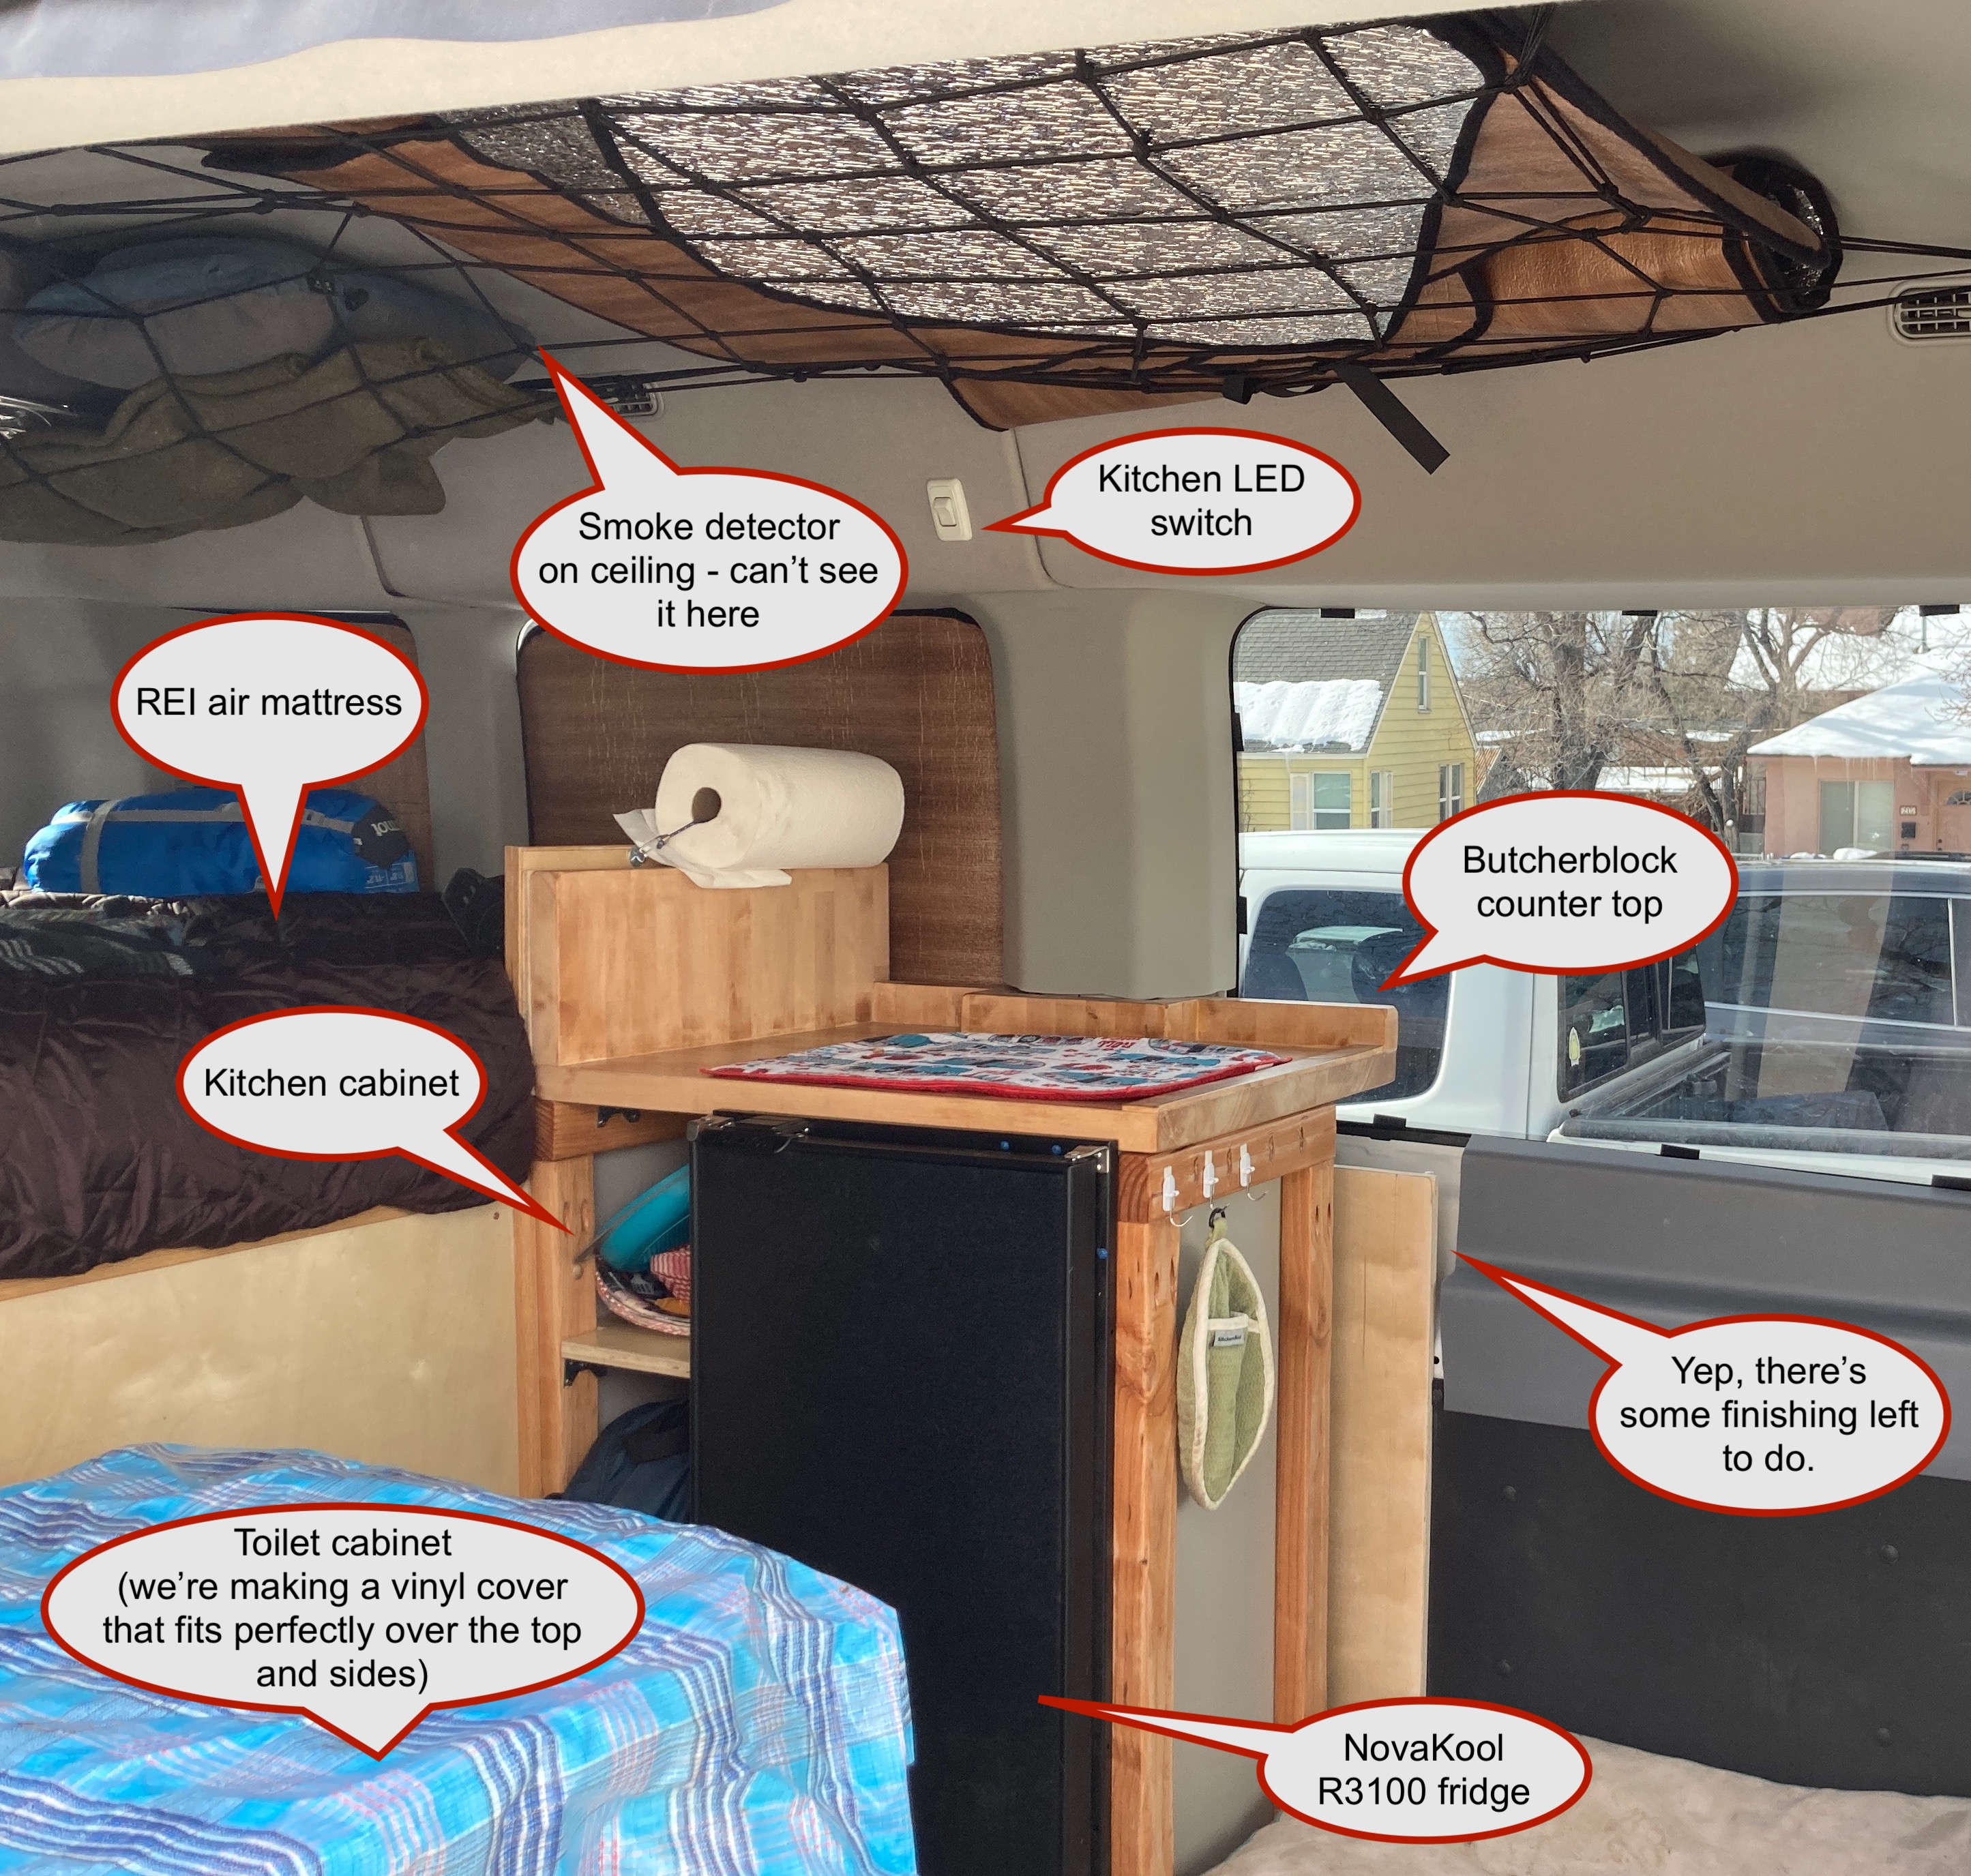 Kitchen LED
switch
Smoke detector
on ceiling - can’t see
it here
REI air mattress
Butcherblock
counter top
Kitchen cabinet
Yep, there’s
some finishing left
to do.
Toilet cabinet
(we’re making a vinyl cover
that fits perfectly over the top
and sides)
NovaKool
R3100 fridge
KitchenAid